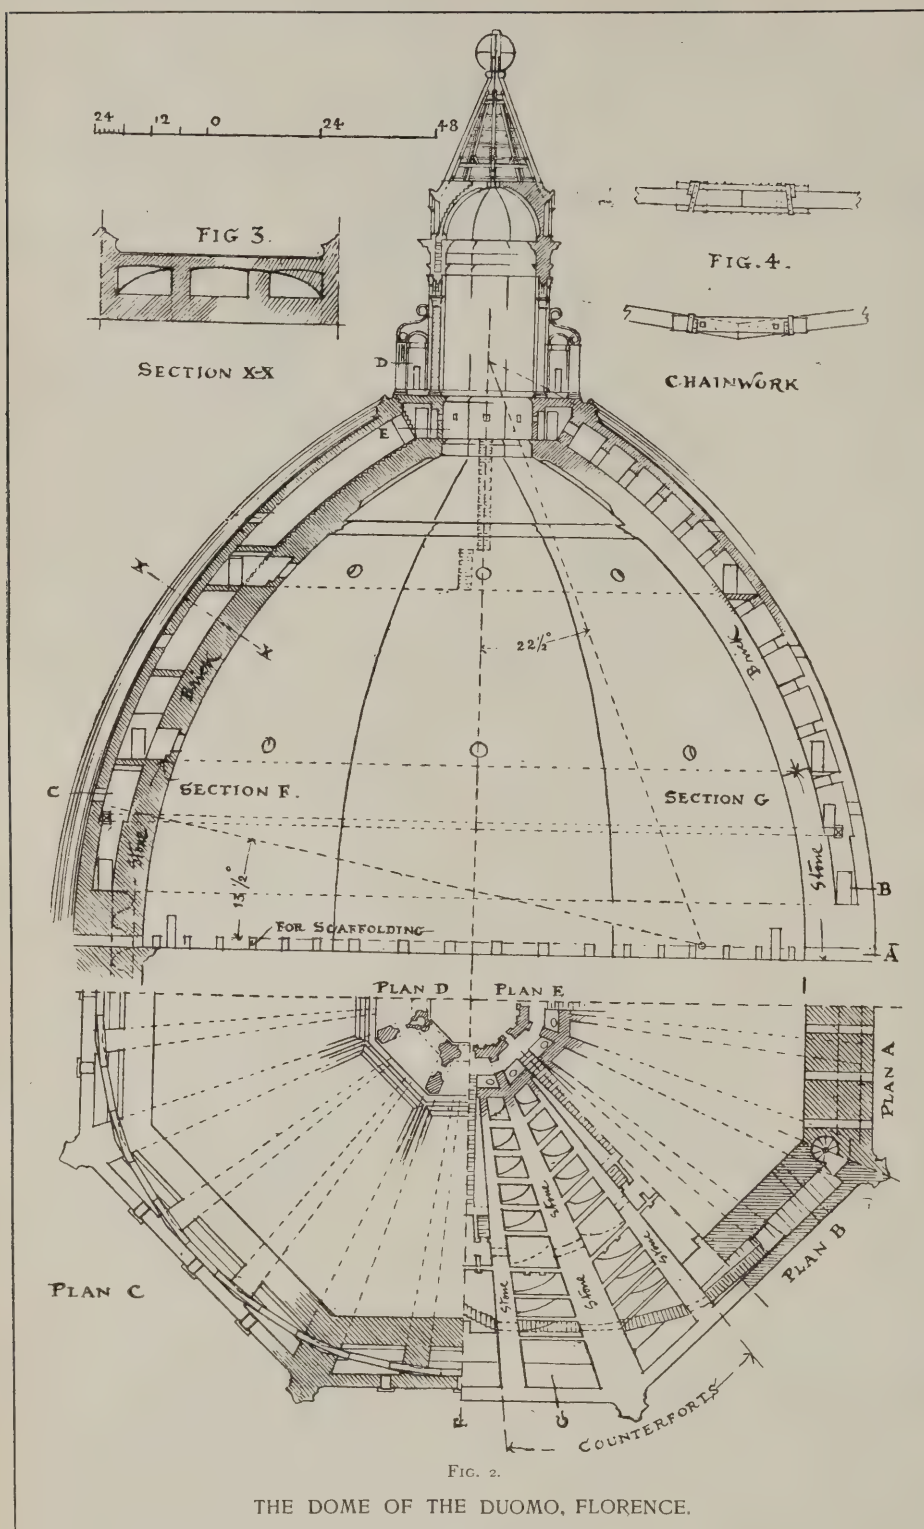 24 12 0 24 48
FIG 3.
SECTION X-X
FIG. 4.
CHAINWORK
D
E
X
X
22½°
Brick
Brick
C
SECTION F.
SECTION G
Stone
Stone
13½°
B
FOR SCAFFOLDING
A
PLAN D
PLAN E
PLAN A
PLAN B
PLAN C
Stone
Stone
Stone
Stone
F
G
COUNTERFORTS
FIG. 2.
THE DOME OF THE DUOMO, FLORENCE.